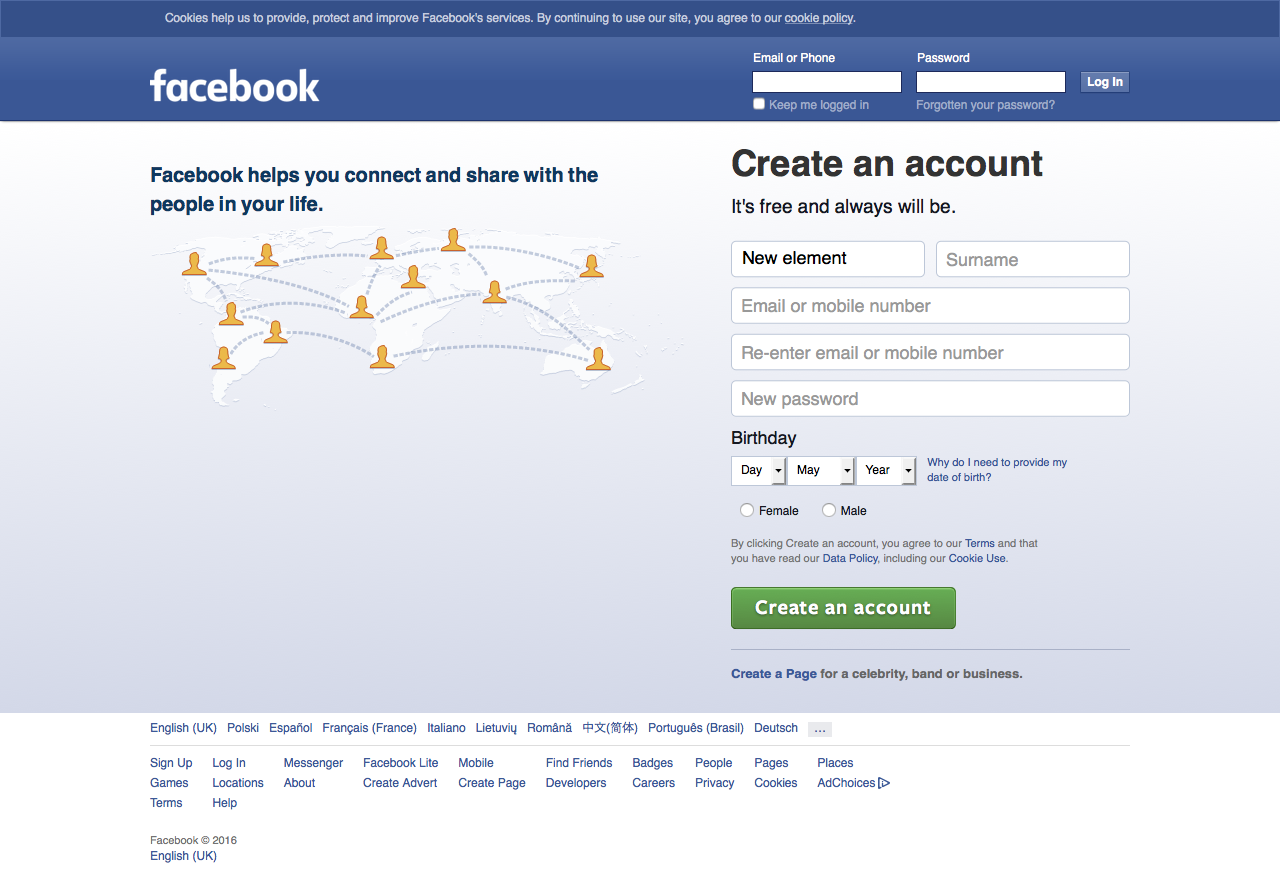 Cookies help us to provide, protect and improve Facebook's services. By continuing to use our site, you agree to our cookie policy.
facebook
Email or Phone
Password
Log In
Keep me logged in
Forgotten your password?
Facebook helps you connect and share with the
people in your life.
Create an account
It's free and always will be.
New element
Surname
Email or mobile number
Re-enter email or mobile number
New password
Birthday
Day
May
Year
Why do I need to provide my
date of birth?
Female
Male
By clicking Create an account, you agree to our Terms and that
you have read our Data Policy, including our Cookie Use.
Create an account
Create a Page for a celebrity, band or business.
English (UK) Polski Español Français (France) Italiano Lietuvių Română 中文(简体) Português (Brasil) Deutsch ...
Sign Up Log In Messenger Facebook Lite Mobile Find Friends Badges People Pages Places
Games Locations About Create Advert Create Page Developers Careers Privacy Cookies AdChoices
Terms Help
Facebook © 2016
English (UK)